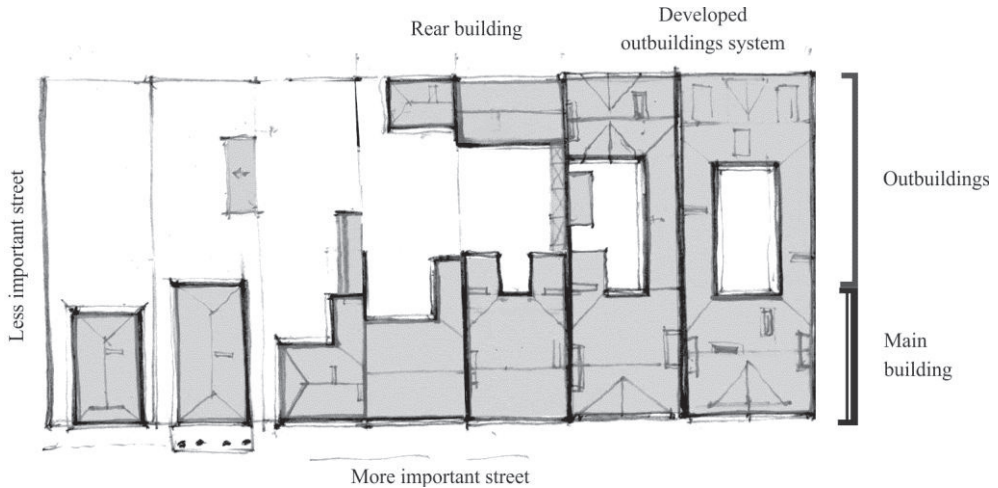 Rear building
Developed
outbuildings system
Less important street
Outbuildings
Main
building
More important street